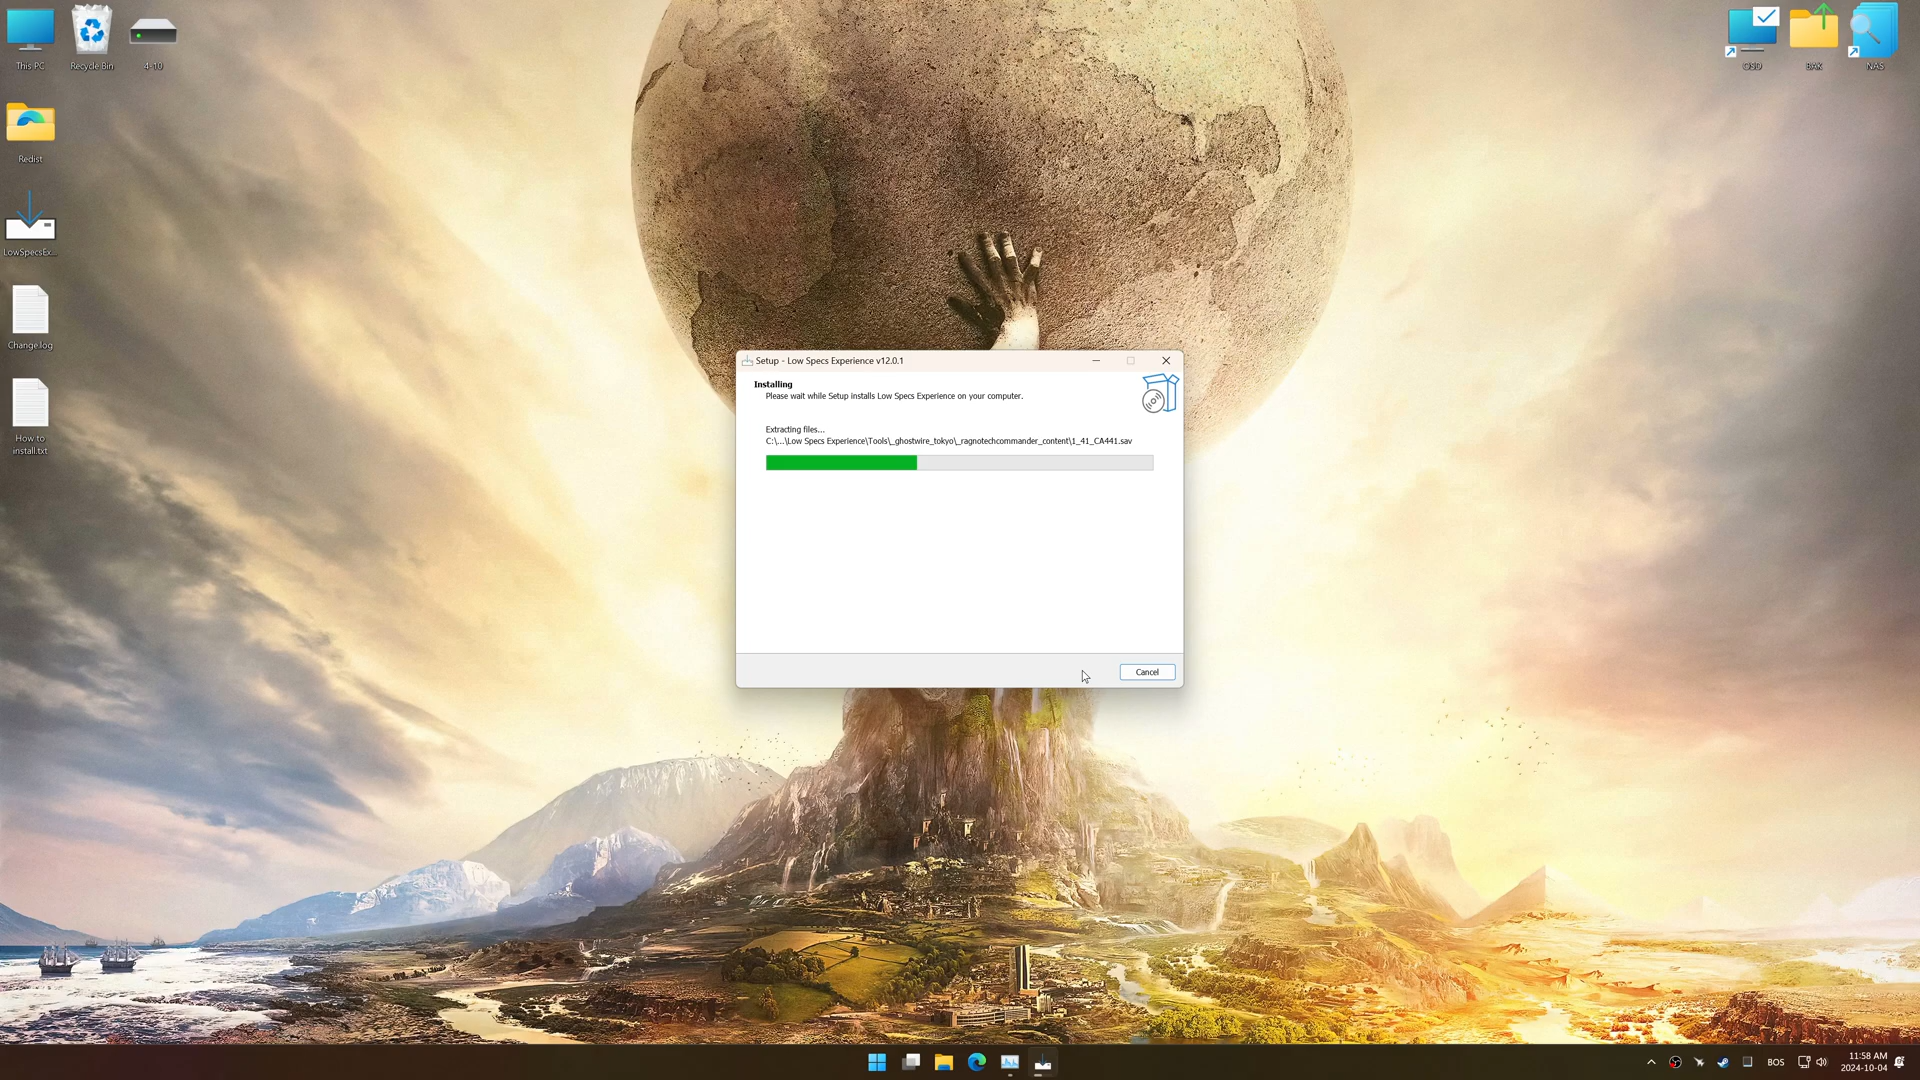 This PC
Recycle Bin
4-10
OSD
BAK
NAS
Redist
LowSpecsEx...
Change.log
How to
install.txt
Setup - Low Specs Experience v12.0.1
Installing
Please wait while Setup installs Low Specs Experience on your computer.
Extracting files...
C:\...\Low Specs Experience\Tools\_ghostwire_tokyo\_ragnotechcommander_content\1_41_CA441.sav
Cancel
BOS
11:58 AM
2024-10-04